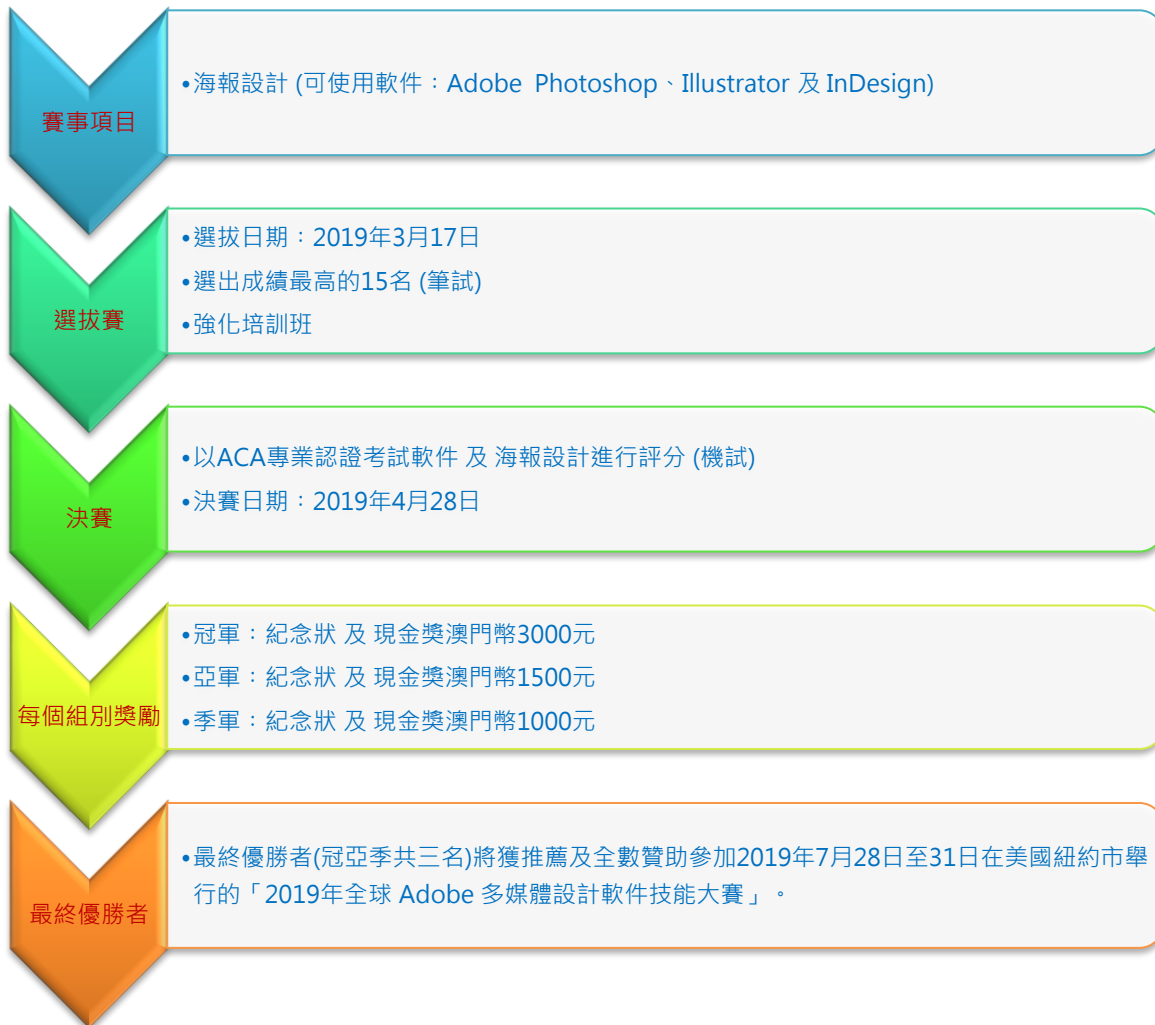 賽事項目
•海報設計 (可使用軟件：Adobe Photoshop、Illustrator 及 InDesign)
選拔賽
•選拔日期：2019年3月17日
•選出成績最高的15名 (筆試)
•強化培訓班
決賽
•以ACA專業認證考試軟件 及 海報設計進行評分 (機試)
•決賽日期：2019年4月28日
每個組別獎勵
•冠軍：紀念狀 及 現金獎澳門幣3000元
•亞軍：紀念狀 及 現金獎澳門幣1500元
•季軍：紀念狀 及 現金獎澳門幣1000元
最終優勝者
•最終優勝者(冠亞季共三名)將獲推薦及全數贊助參加2019年7月28日至31日在美國紐約市舉
行的「2019年全球 Adobe 多媒體設計軟件技能大賽」。